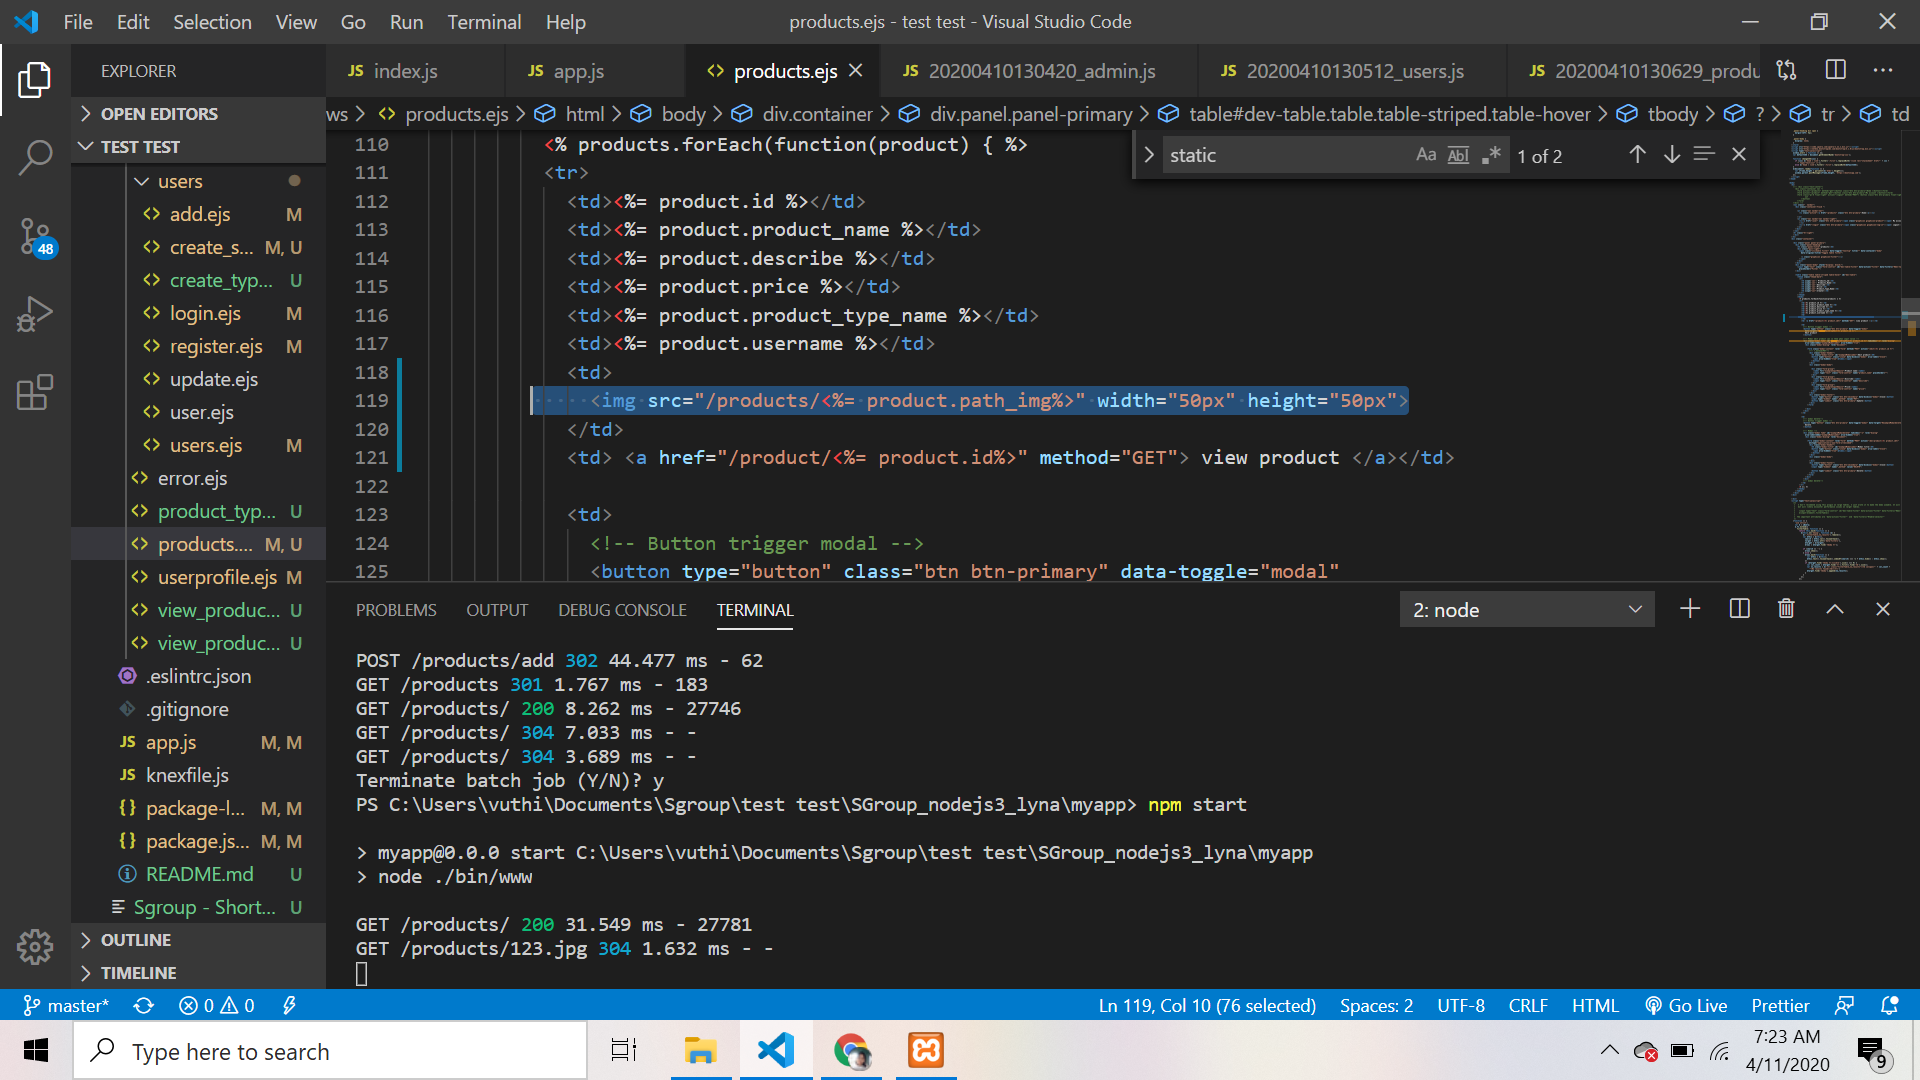 File Edit Selection View Go Run Terminal Help
products.ejs - test test - Visual Studio Code
EXPLORER
OPEN EDITORS
TEST TEST
users
add.ejs M
create_s... M, U
create_typ... U
login.ejs M
register.ejs M
update.ejs
user.ejs
users.ejs M
error.ejs
product_typ... U
products.... M, U
userprofile.ejs M
view_produc... U
view_produc... U
.eslintrc.json
.gitignore
JS app.js M, M
JS knexfile.js
{} package-l... M, M
{} package.js... M, M
README.md U
Sgroup - Short... U
OUTLINE
TIMELINE
48
JS index.js
JS app.js
<> products.ejs
JS 20200410130420_admin.js
JS 20200410130512_users.js
JS 20200410130629_produ
ws > <> products.ejs > html > body > div.container > div.panel.panel-primary > table#dev-table.table.table-striped.table-hover > tbody > ? > tr > td
static Aa Abl .* 1 of 2
110 <% products.forEach(function(product) { %>
111 <tr>
112 <td><%= product.id %></td>
113 <td><%= product.product_name %></td>
114 <td><%= product.describe %></td>
115 <td><%= product.price %></td>
116 <td><%= product.product_type_name %></td>
117 <td><%= product.username %></td>
118 <td>
119 <img src="/products/<%= product.path_img%>" width="50px" height="50px">
120 </td>
121 <td> <a href="/product/<%= product.id%>" method="GET"> view product </a></td>
122
123 <td>
124 <!-- Button trigger modal -->
125 <button type="button" class="btn btn-primary" data-toggle="modal"
PROBLEMS OUTPUT DEBUG CONSOLE TERMINAL
2: node
POST /products/add 302 44.477 ms - 62
GET /products 301 1.767 ms - 183
GET /products/ 200 8.262 ms - 27746
GET /products/ 304 7.033 ms - -
GET /products/ 304 3.689 ms - -
Terminate batch job (Y/N)? y
PS C:\Users\vuthi\Documents\Sgroup\test test\SGroup_nodejs3_lyna\myapp> npm start
> myapp@0.0.0 start C:\Users\vuthi\Documents\Sgroup\test test\SGroup_nodejs3_lyna\myapp
> node ./bin/www
GET /products/ 200 31.549 ms - 27781
GET /products/123.jpg 304 1.632 ms - -
master* 0 0
Ln 119, Col 10 (76 selected) Spaces: 2 UTF-8 CRLF HTML Go Live Prettier
Type here to search
7:23 AM
4/11/2020
9